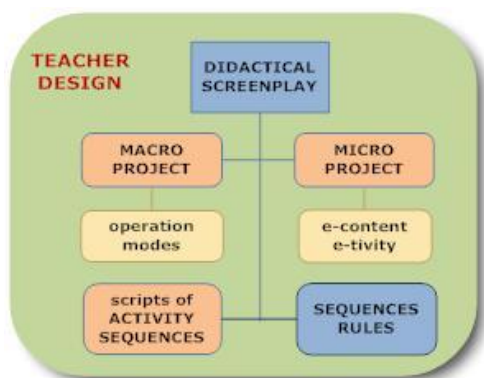 TEACHER
DESIGN
DIDACTICAL
SCREENPLAY
MACRO
PROJECT
MICRO
PROJECT
operation
modes
e-content
e-tivity
scripts of
ACTIVITY
SEQUENCES
SEQUENCES
RULES